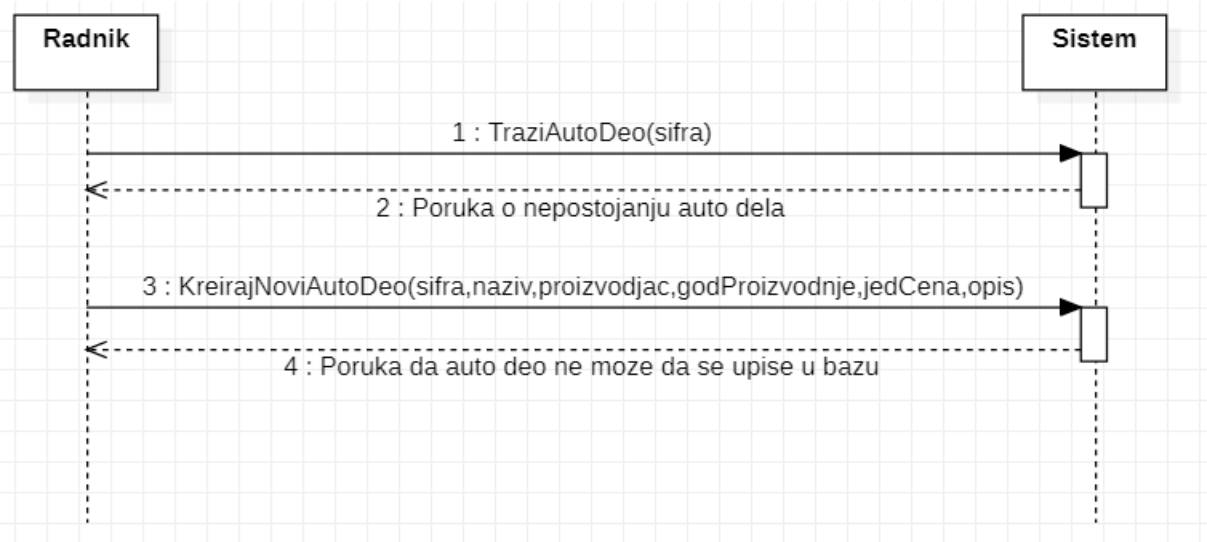 Radnik
Sistem
1 : TraziAutoDeo(sifra)
2 : Poruka o nepostojanju auto dela
3 : KreirajNoviAutoDeo(sifra,naziv,proizvodjac,godProizvodnje,jedCena,opis)
4 : Poruka da auto deo ne moze da se upise u bazu